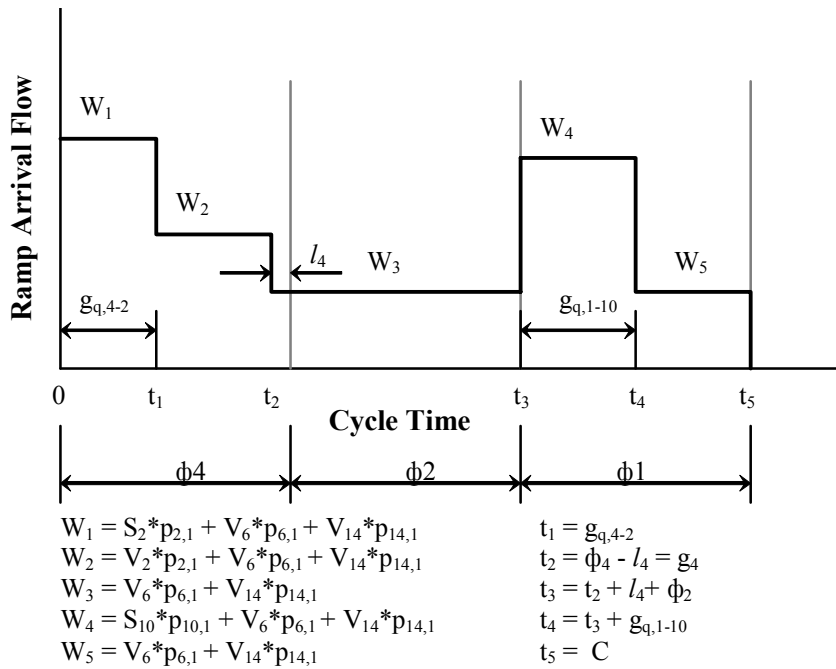 Ramp Arrival Flow
W₁
W₂
W₃
W₄
W₅
l₄
g_q,4-2
g_q,1-10
0 t₁ t₂ t₃ t₄ t₅
Cycle Time
ϕ4 ϕ2 ϕ1
W₁ = S₂*p₂,₁ + V₆*p₆,₁ + V₁₄*p₁₄,₁
W₂ = V₂*p₂,₁ + V₆*p₆,₁ + V₁₄*p₁₄,₁
W₃ = V₆*p₆,₁ + V₁₄*p₁₄,₁
W₄ = S₁₀*p₁₀,₁ + V₆*p₆,₁ + V₁₄*p₁₄,₁
W₅ = V₆*p₆,₁ + V₁₄*p₁₄,₁
t₁ = g_q,4-2
t₂ = ϕ₄ - l₄ = g₄
t₃ = t₂ + l₄ + ϕ₂
t₄ = t₃ + g_q,1-10
t₅ = C